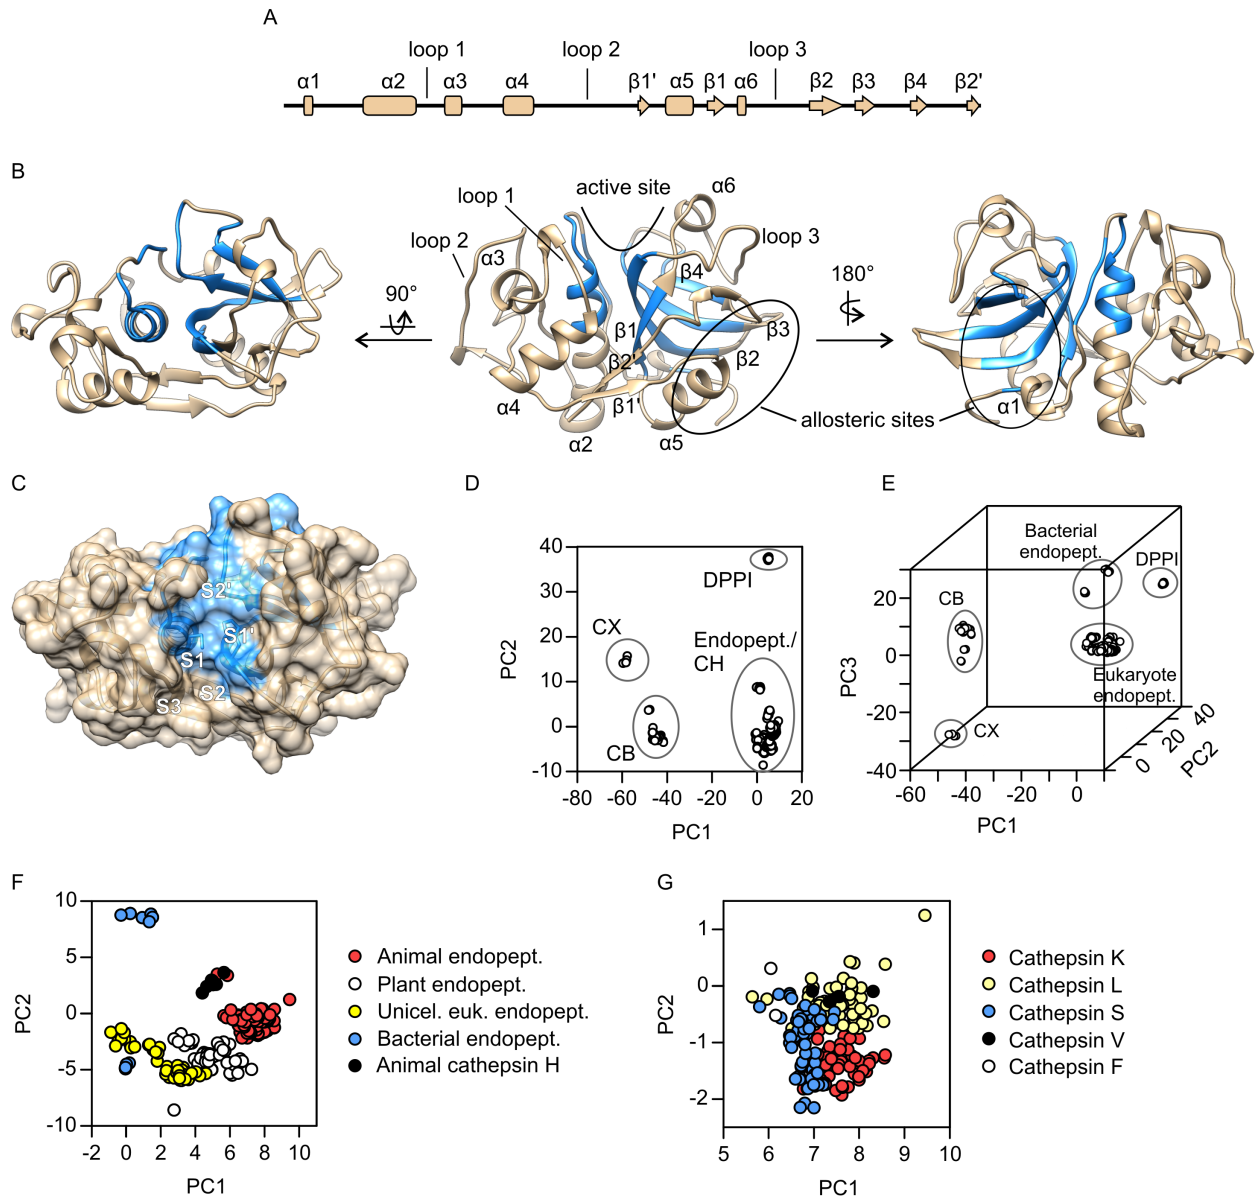 A
loop 1
loop 2
loop 3
α1
α2
α3
α4
β1'
α5
β1
α6
β2
β3
β4
β2'
B
loop 1
active site
α6
loop 2
α3
loop 3
β4
90°
180°
β1
β3
β2'
β2
α4
β1'
α1
α2
α5
allosteric sites
C
S2'
S1'
S1
S2
S3
D
40
30
20
10
0
-10
PC2
DPPI
CX
Endopept./
CH
CB
-80
-60
-40
-20
0
20
PC1
E
Bacterial
endopept.
DPPI
CB
Eukaryote
endopept.
CX
20
0
-20
-40
PC3
-60
-40
-20
0
PC1
0
20
40
PC2
F
10
5
0
-5
-10
PC2
-2
0
2
4
6
8
10
PC1
Animal endopept.
Plant endopept.
Unicel. euk. endopept.
Bacterial endopept.
Animal cathepsin H
G
1
0
-1
-2
PC2
5
6
7
8
9
10
PC1
Cathepsin K
Cathepsin L
Cathepsin S
Cathepsin V
Cathepsin F